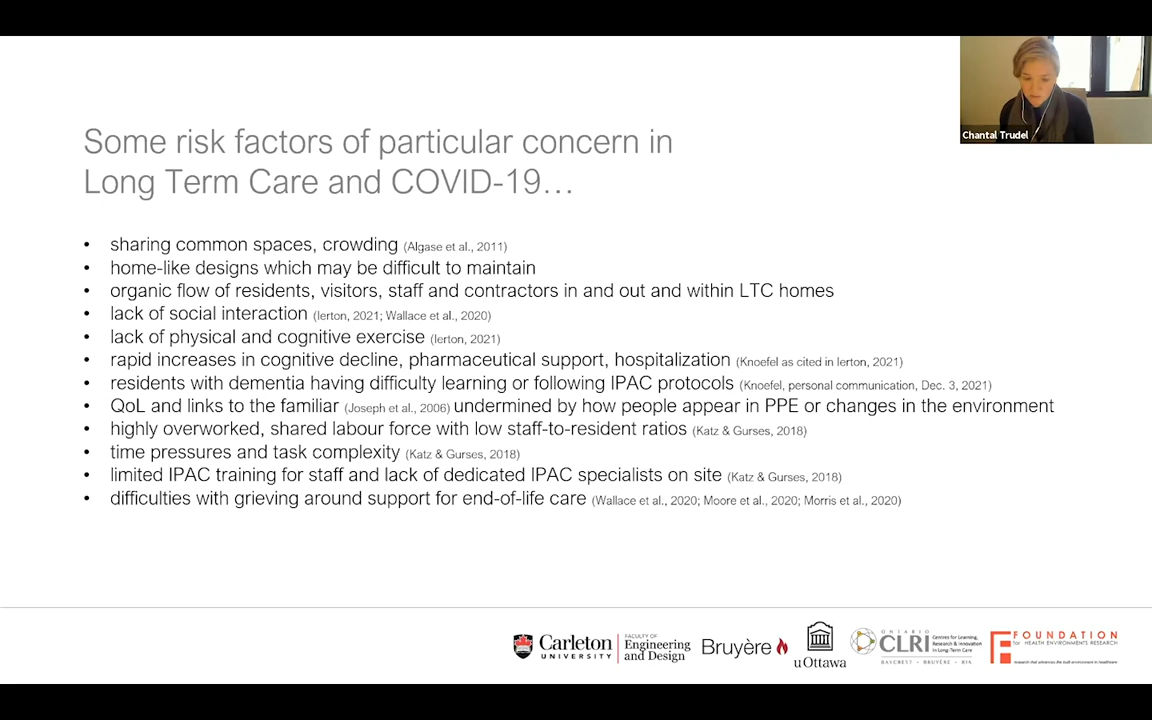 Chantal Trudel
Some risk factors of particular concern in
Long Term Care and COVID-19…
• sharing common spaces, crowding (Algase et al., 2011)
• home-like designs which may be difficult to maintain
• organic flow of residents, visitors, staff and contractors in and out and within LTC homes
• lack of social interaction (Ierton, 2021; Wallace et al., 2020)
• lack of physical and cognitive exercise (Ierton, 2021)
• rapid increases in cognitive decline, pharmaceutical support, hospitalization (Knoefel as cited in Ierton, 2021)
• residents with dementia having difficulty learning or following IPAC protocols (Knoefel, personal communication, Dec. 3, 2021)
• QoL and links to the familiar (Joseph et al., 2006) undermined by how people appear in PPE or changes in the environment
• highly overworked, shared labour force with low staff-to-resident ratios (Katz & Gurses, 2018)
• time pressures and task complexity (Katz & Gurses, 2018)
• limited IPAC training for staff and lack of dedicated IPAC specialists on site (Katz & Gurses, 2018)
• difficulties with grieving around support for end-of-life care (Wallace et al., 2020; Moore et al., 2020; Morris et al., 2020)
Carleton
UNIVERSITY
FACULTY OF
Engineering
and Design
Bruyère
uOttawa
ONTARIO
CLRI
Centres for Learning,
Research & Innovation
in Long-Term Care
BAYCREST • BRUYÈRE • RIA
FOUNDATION
for HEALTH ENVIRONMENTS RESEARCH
research that advances the built environment in healthcare